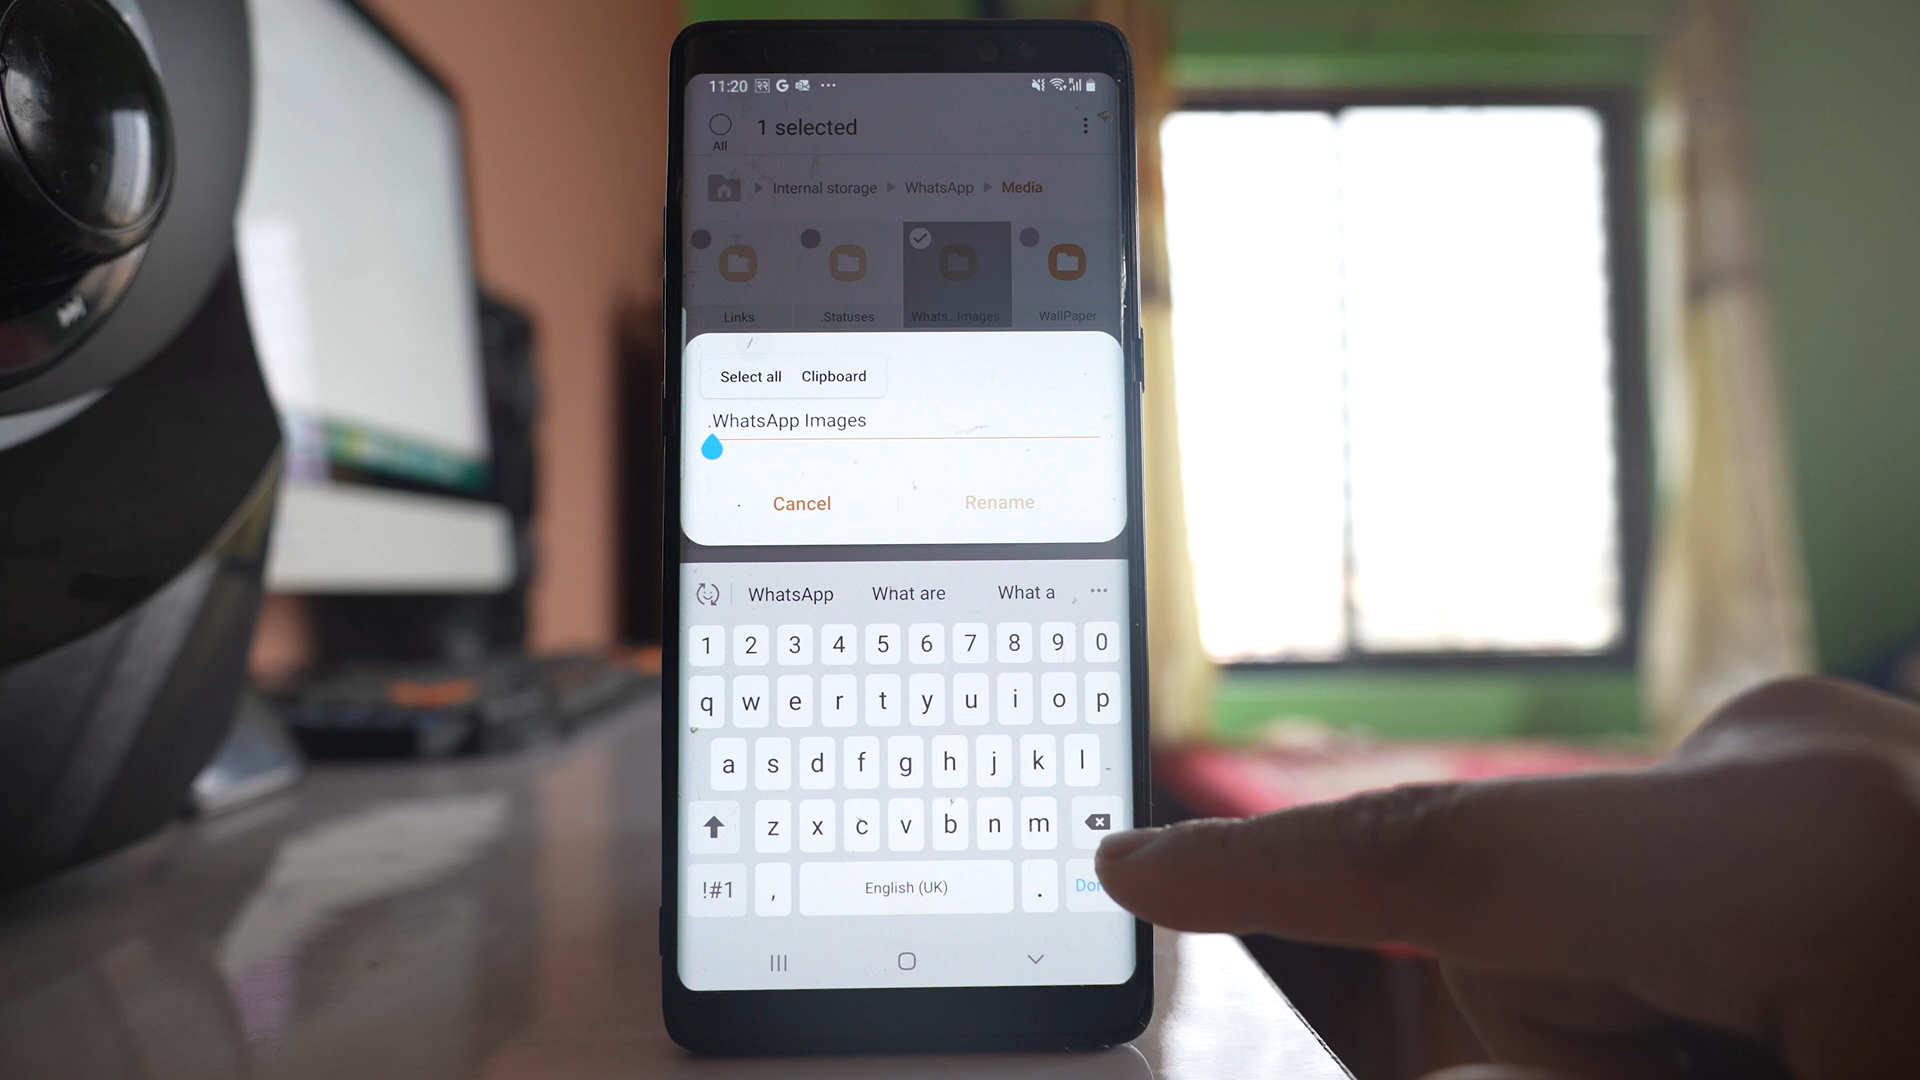 11:20
1 selected
All
Internal storage WhatsApp Media
.Links .Statuses Whats...Images WallPaper
Select all Clipboard
.WhatsApp Images
Cancel Rename
WhatsApp What are What a
1 2 3 4 5 6 7 8 9 0
q w e r t y u i o p
a s d f g h j k l
z x c v b n m
!#1 , English (UK) . Don